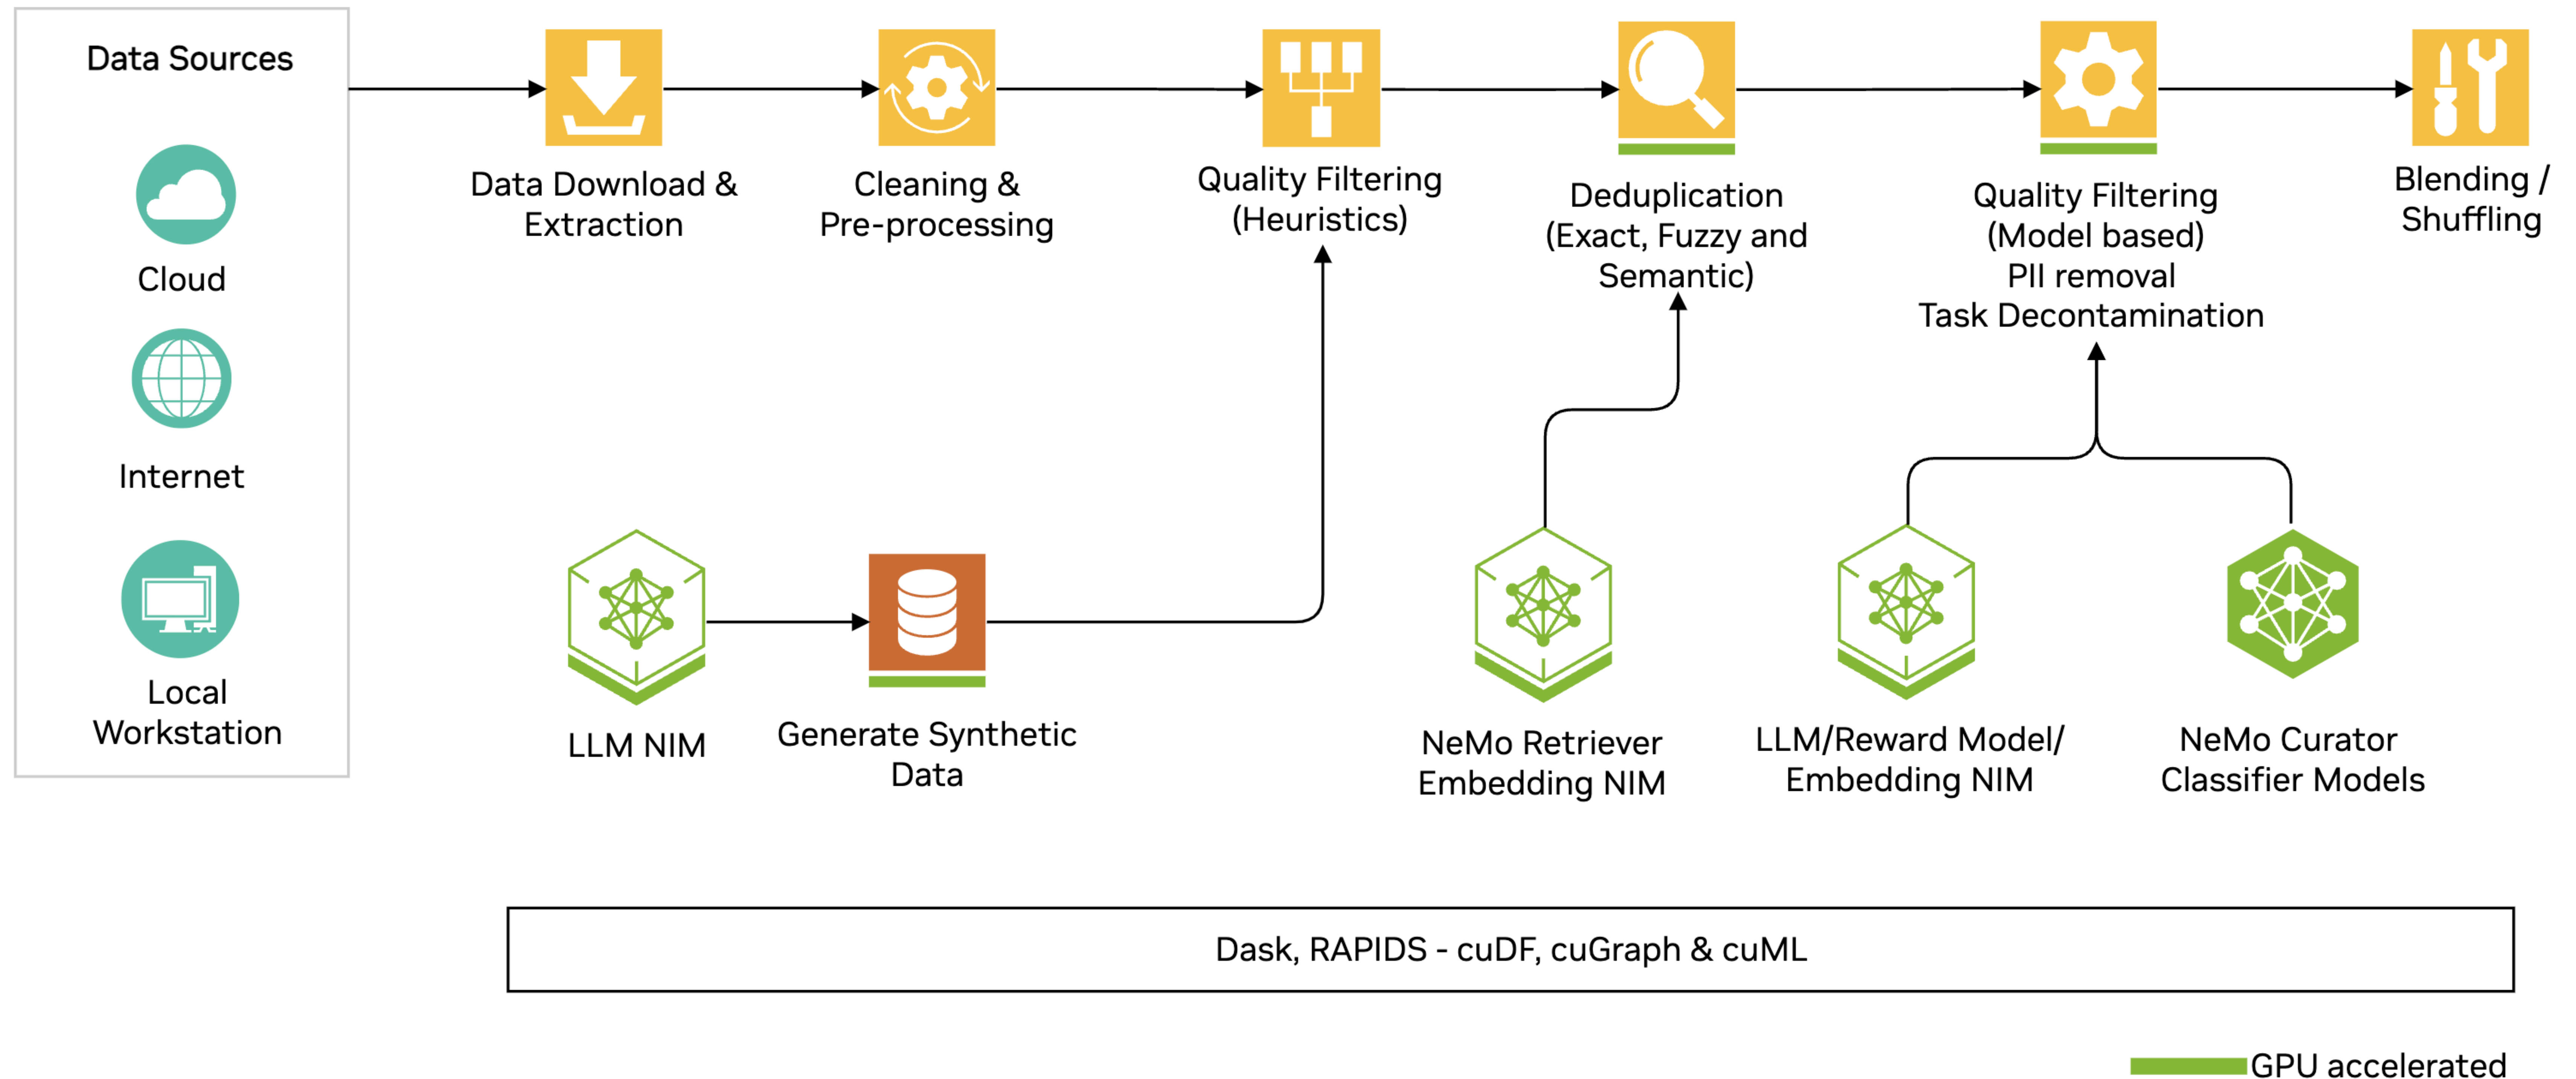 Data Sources
Cloud
Internet
Local
Workstation
Data Download &
Extraction
Cleaning &
Pre-processing
Quality Filtering
(Heuristics)
Deduplication
(Exact, Fuzzy and
Semantic)
Quality Filtering
(Model based)
PII removal
Task Decontamination
Blending /
Shuffling
LLM NIM
Generate Synthetic
Data
NeMo Retriever
Embedding NIM
LLM/Reward Model/
Embedding NIM
NeMo Curator
Classifier Models
Dask, RAPIDS - cuDF, cuGraph & cuML
GPU accelerated